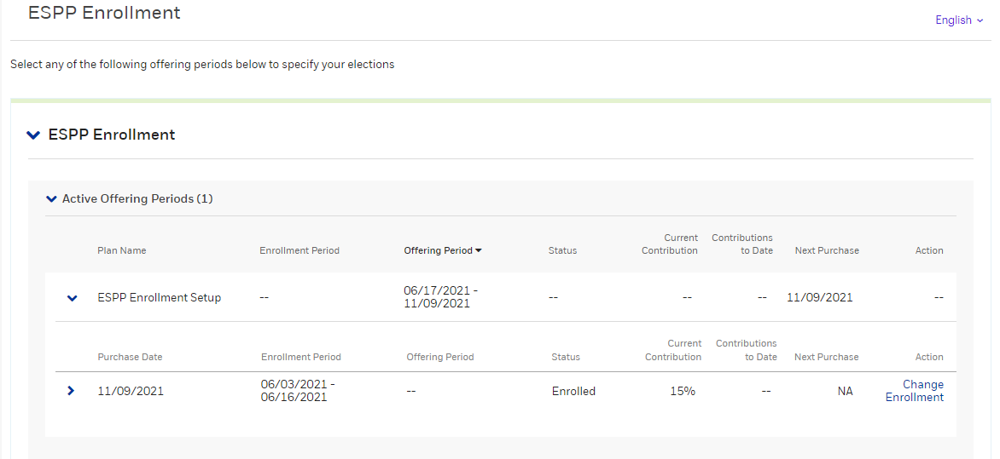 ESPP Enrollment
English
Select any of the following offering periods below to specify your elections
ESPP Enrollment
Active Offering Periods (1)
Plan Name Enrollment Period Offering Period Status Current Contribution Contributions to Date Next Purchase Action
ESPP Enrollment Setup -- 06/17/2021 - 11/09/2021 -- -- -- 11/09/2021 --
Purchase Date Enrollment Period Offering Period Status Current Contribution Contributions to Date Next Purchase Action
11/09/2021 06/03/2021 - 06/16/2021 -- Enrolled 15% -- NA Change Enrollment